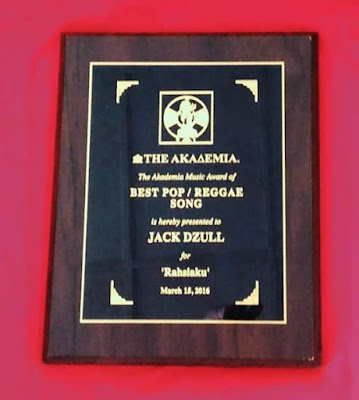 THE AKAΔEMIA.
The Akademia Music Award of
BEST POP / REGGAE
SONG
is hereby presented to
JACK DZULL
for
'Rahsiaku'
March 15, 2016